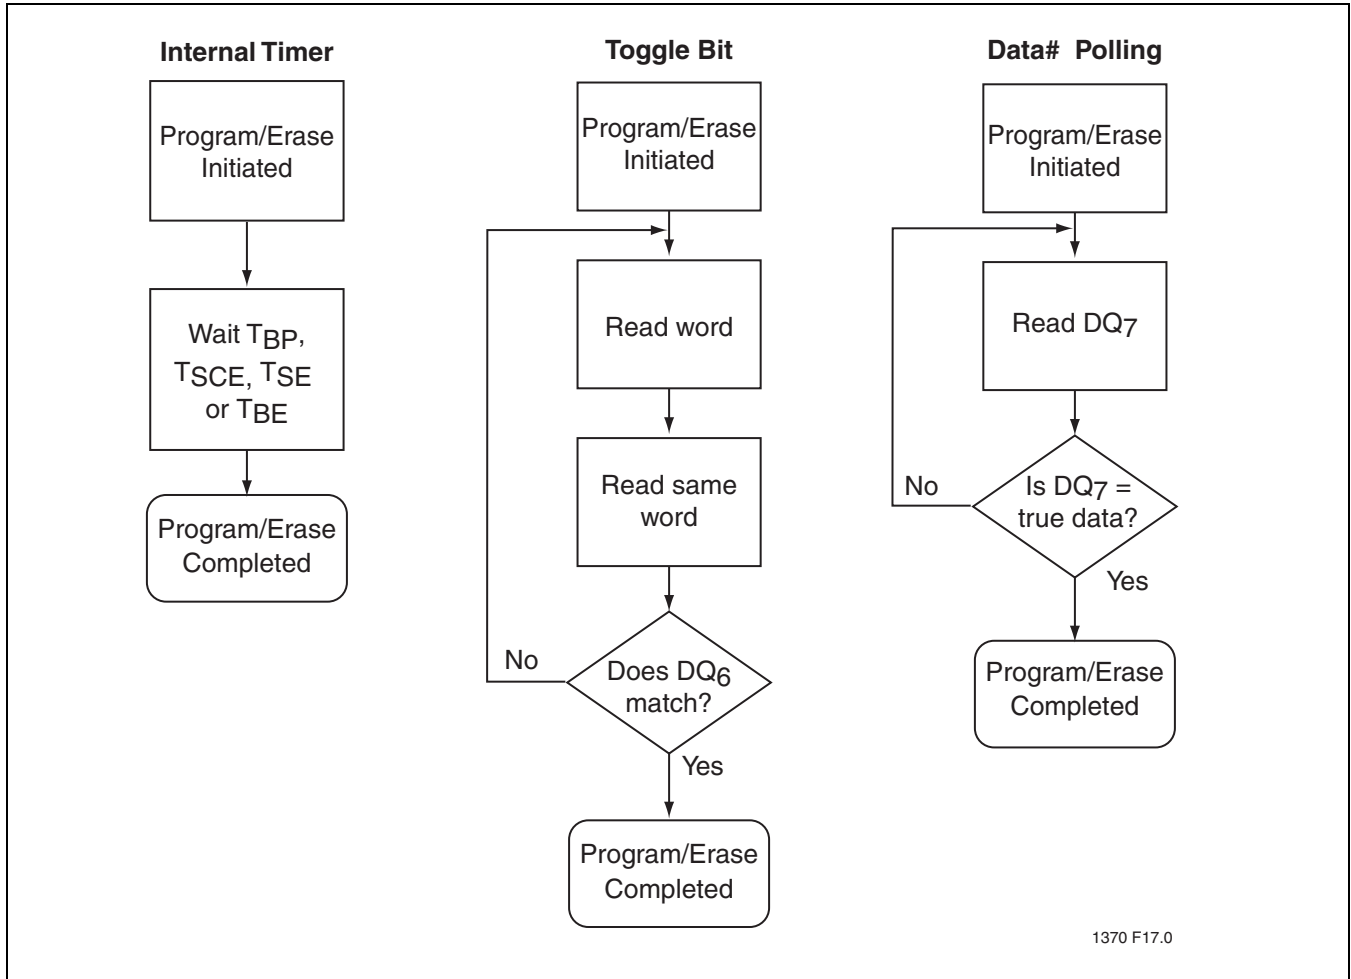 Internal Timer
Program/Erase
Initiated
Wait TBP,
TSCE, TSE
or TBE
Program/Erase
Completed
Toggle Bit
Program/Erase
Initiated
Read word
Read same
word
Does DQ6
match?
No
Yes
Program/Erase
Completed
Data# Polling
Program/Erase
Initiated
Read DQ7
Is DQ7 =
true data?
No
Yes
Program/Erase
Completed
1370 F17.0